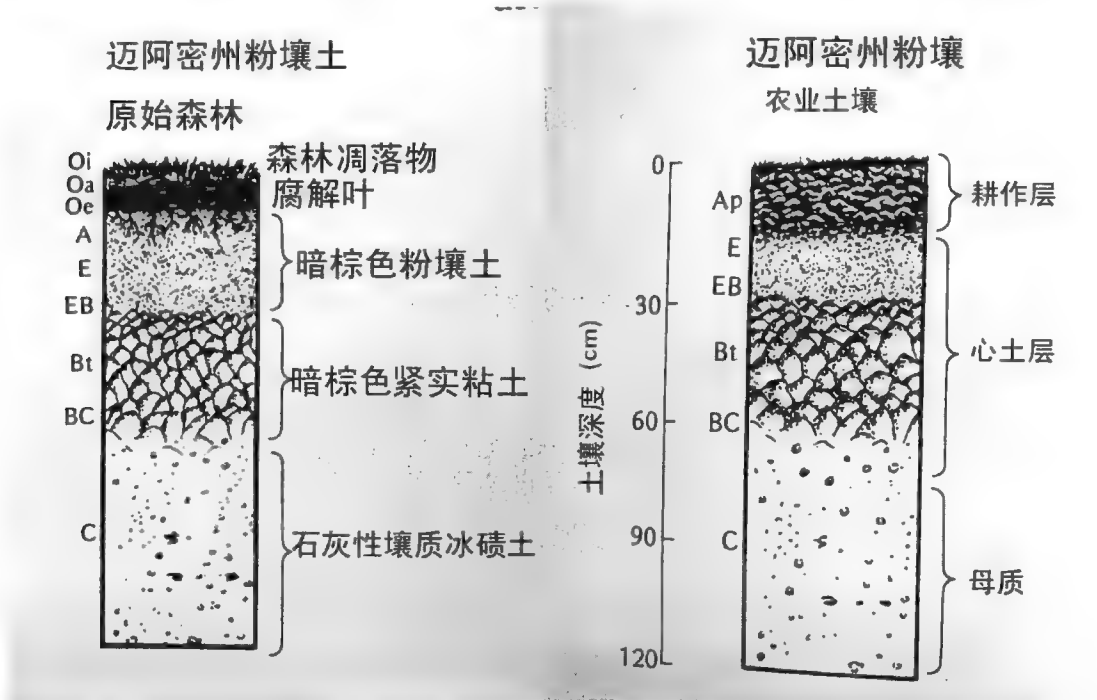 迈阿密州粉壤土
原始森林
Oi
森林凋落物
Oa
腐解叶
Oe
A
E
暗棕色粉壤土
EB
Bt
暗棕色紧实粘土
BC
C
石灰性壤质冰碛土
土壤深度 (cm)
0
30
60
90
120
迈阿密州粉壤
农业土壤
Ap
耕作层
E
EB
Bt
心土层
BC
C
母质